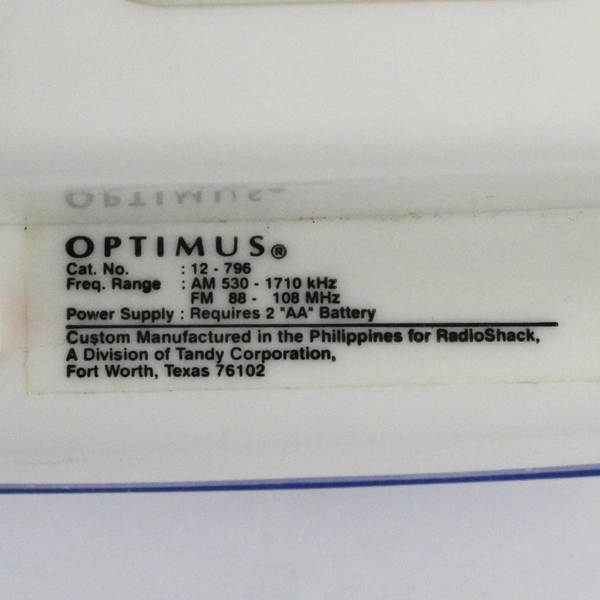 OPTIMUS®
Cat. No. : 12 - 796
Freq. Range : AM 530 - 1710 kHz
FM 88 - 108 MHz
Power Supply : Requires 2 "AA" Battery
Custom Manufactured in the Philippines for RadioShack,
A Division of Tandy Corporation,
Fort Worth, Texas 76102